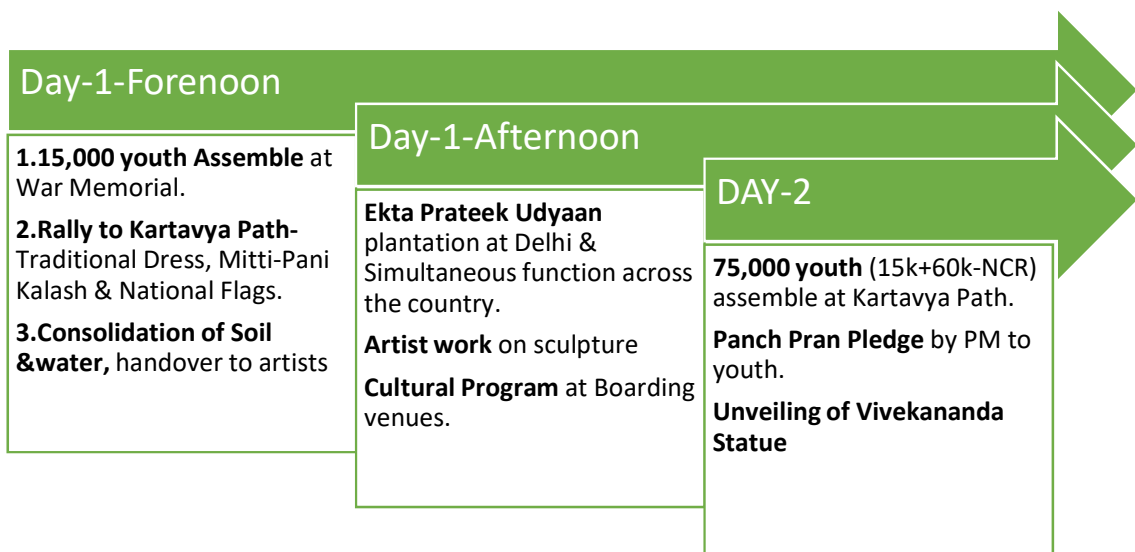 Day-1-Forenoon
1.15,000 youth Assemble at
War Memorial.
2.Rally to Kartavya Path-
Traditional Dress, Mitti-Pani
Kalash & National Flags.
3.Consolidation of Soil
&water, handover to artists
Day-1-Afternoon
Ekta Prateek Udyaan
plantation at Delhi &
Simultaneous function across
the country.
Artist work on sculpture
Cultural Program at Boarding
venues.
DAY-2
75,000 youth (15k+60k-NCR)
assemble at Kartavya Path.
Panch Pran Pledge by PM to
youth.
Unveiling of Vivekananda
Statue